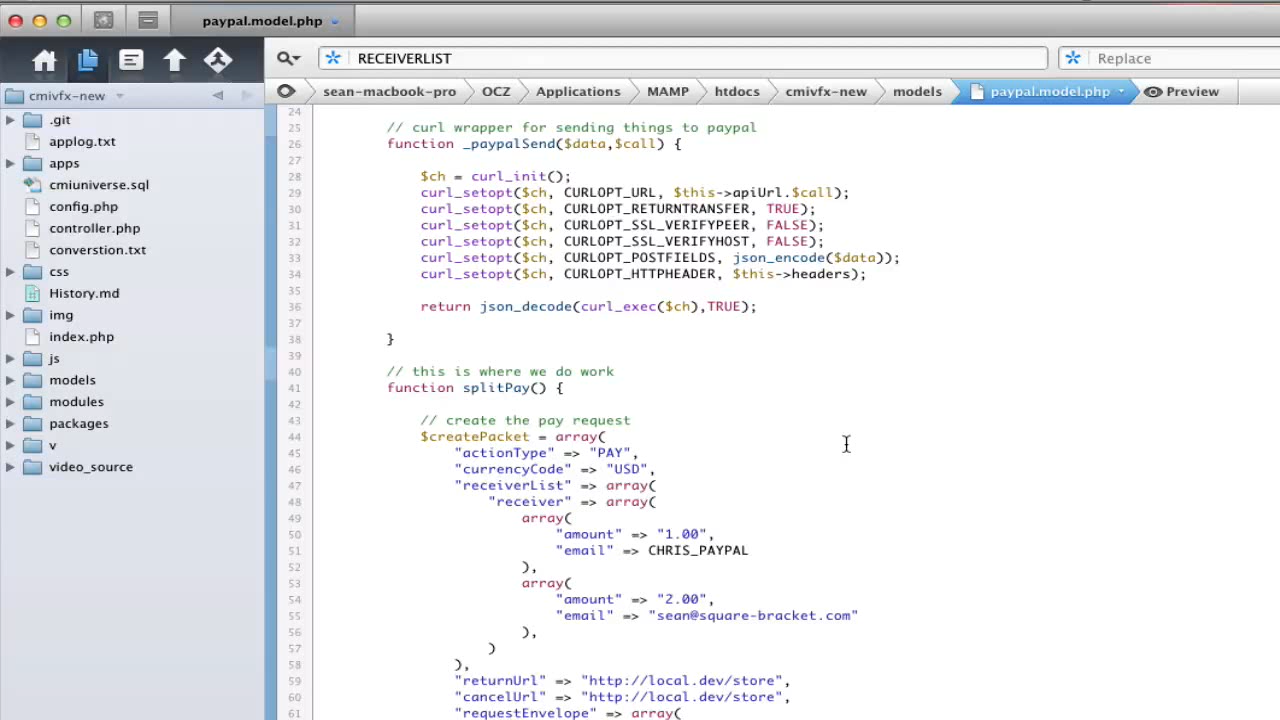 paypal.model.php
RECEIVERLIST
Replace
cmivfx-new
sean-macbook-pro OCZ Applications MAMP htdocs cmivfx-new models paypal.model.php Preview
.git
applog.txt
apps
cmiuniverse.sql
config.php
controller.php
converstion.txt
css
History.md
img
index.php
js
models
modules
packages
v
video_source
24
25 // curl wrapper for sending things to paypal
26 function _paypalSend($data,$call) {
27
28 $ch = curl_init();
29 curl_setopt($ch, CURLOPT_URL, $this->apiUrl.$call);
30 curl_setopt($ch, CURLOPT_RETURNTRANSFER, TRUE);
31 curl_setopt($ch, CURLOPT_SSL_VERIFYPEER, FALSE);
32 curl_setopt($ch, CURLOPT_SSL_VERIFYHOST, FALSE);
33 curl_setopt($ch, CURLOPT_POSTFIELDS, json_encode($data));
34 curl_setopt($ch, CURLOPT_HTTPHEADER, $this->headers);
35
36 return json_decode(curl_exec($ch),TRUE);
37
38 }
39
40 // this is where we do work
41 function splitPay() {
42
43 // create the pay request
44 $createPacket = array(
45 "actionType" => "PAY",
46 "currencyCode" => "USD",
47 "receiverList" => array(
48 "receiver" => array(
49 array(
50 "amount" => "1.00",
51 "email" => CHRIS_PAYPAL
52 ),
53 array(
54 "amount" => "2.00",
55 "email" => "sean@square-bracket.com"
56 ),
57 )
58 ),
59 "returnUrl" => "http://local.dev/store",
60 "cancelUrl" => "http://local.dev/store",
61 "requestEnvelope" => array(